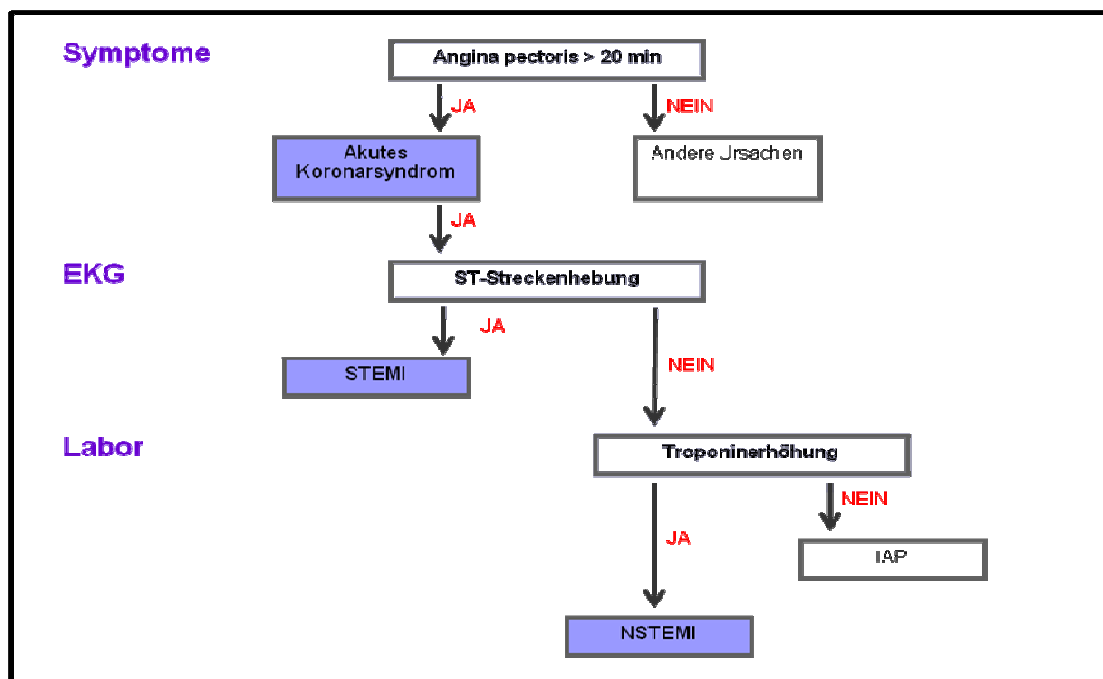 Symptome
Angina pectoris > 20 min
JA
NEIN
Akutes
Koronarsyndrom
Andere Jrsachen
JA
EKG
ST-Streckenhebung
JA
STEMI
NEIN
Labor
Troponinerhöhung
NEIN
JA
IAP
NSTEMI